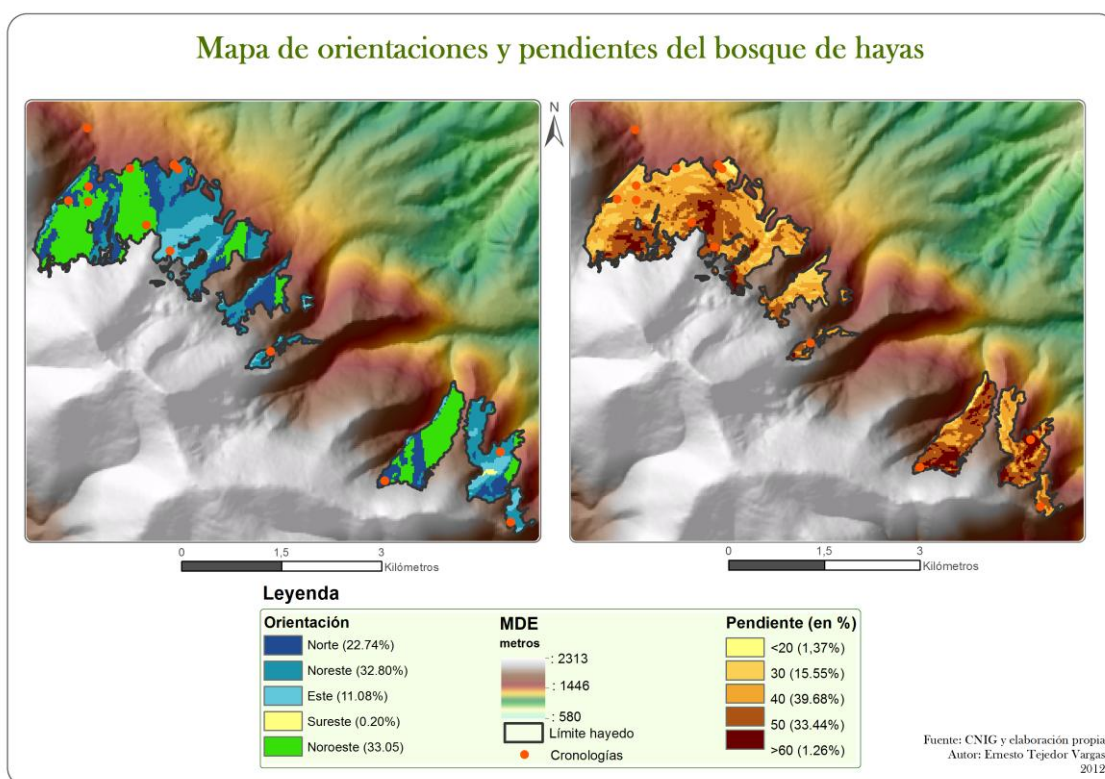 Mapa de orientaciones y pendientes del bosque de hayas
N
0 1,5 3
Kilómetros
0 1,5 3
Kilómetros
Leyenda
Orientación
Norte (22.74%)
Noreste (32.80%)
Este (11.08%)
Sureste (0.20%)
Noroeste (33.05)
MDE
metros
: 2313
: 1446
: 580
Límite hayedo
Cronologías
Pendiente (en %)
<20 (1,37%)
30 (15.55%)
40 (39.68%)
50 (33.44%)
>60 (1.26%)
Fuente: CNIG y elaboración propia
Autor: Ernesto Tejedor Vargas
2012